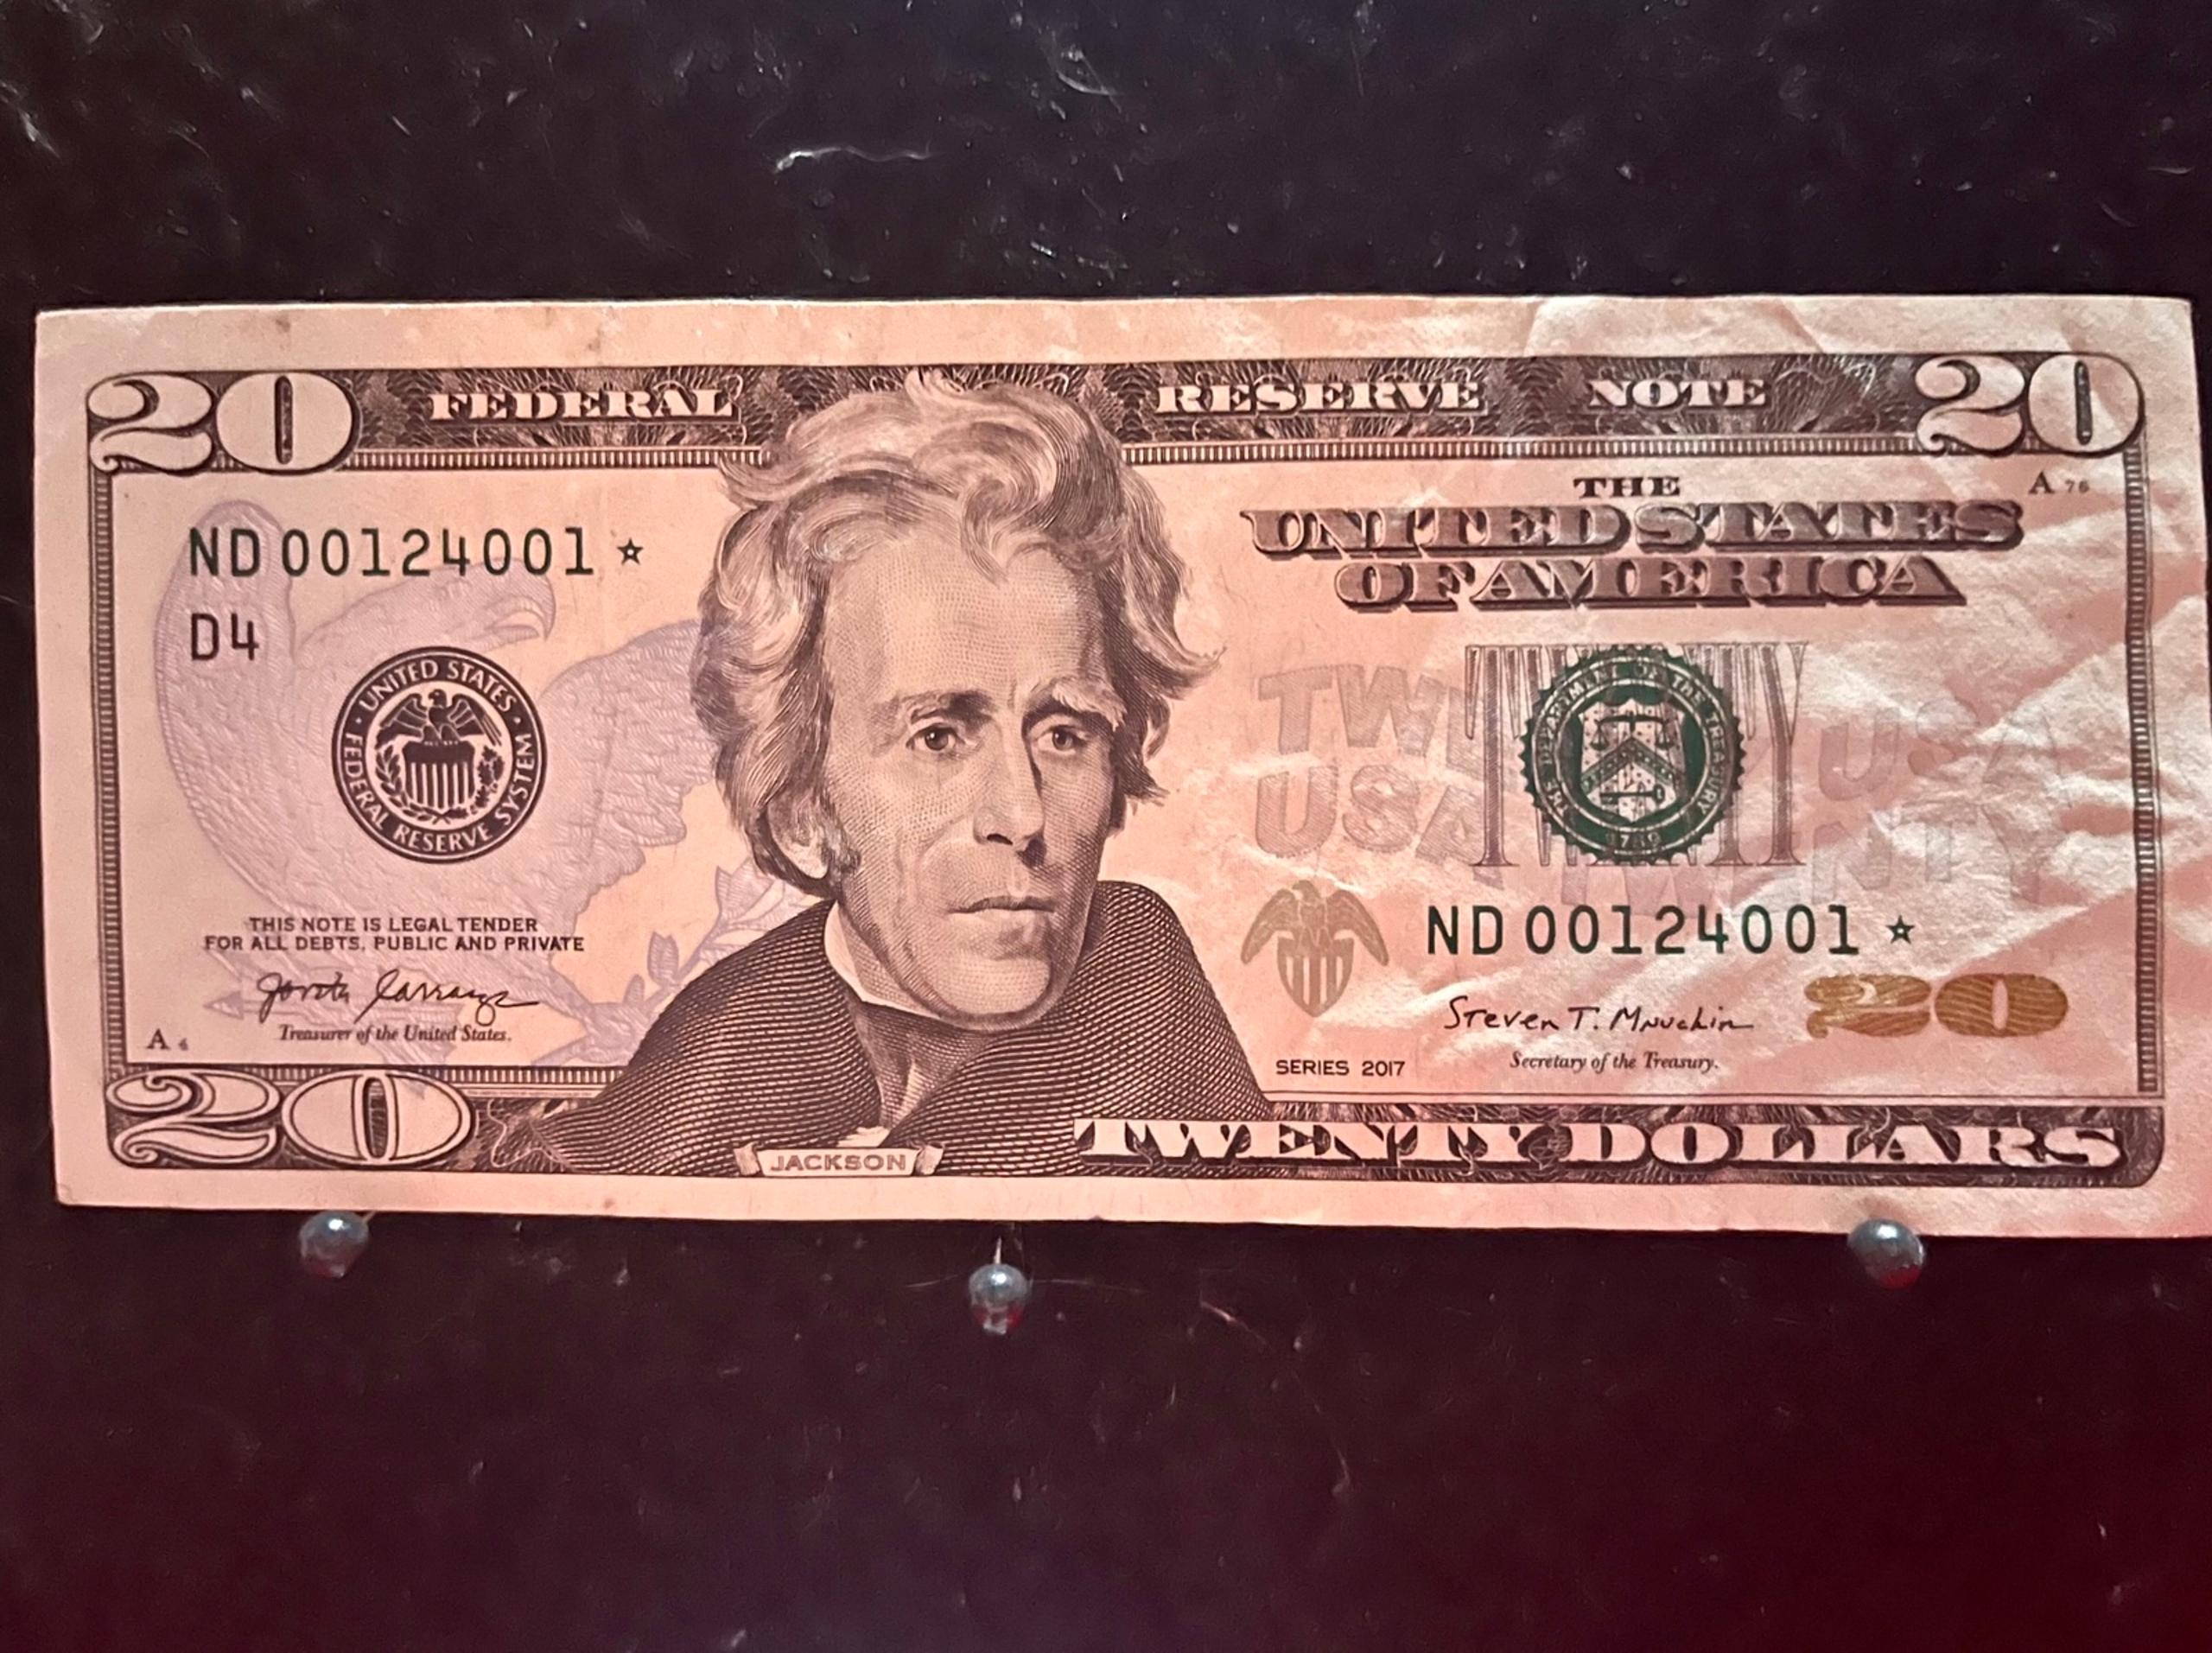 20 FEDERAL RESERVE NOTE 20
THE
UNITED STATES
OF AMERICA
A 76
ND 00124001 ★
D4
UNITED STATES
FEDERAL RESERVE SYSTEM
TWENTY
THE DEPARTMENT OF THE TREASURY
1789
USA
USA
ND 00124001 ★
THIS NOTE IS LEGAL TENDER
FOR ALL DEBTS, PUBLIC AND PRIVATE
Jovita Carranza
Treasurer of the United States.
A 4
Steven T. Mnuchin
20
Secretary of the Treasury.
SERIES 2017
20 JACKSON TWENTY DOLLARS